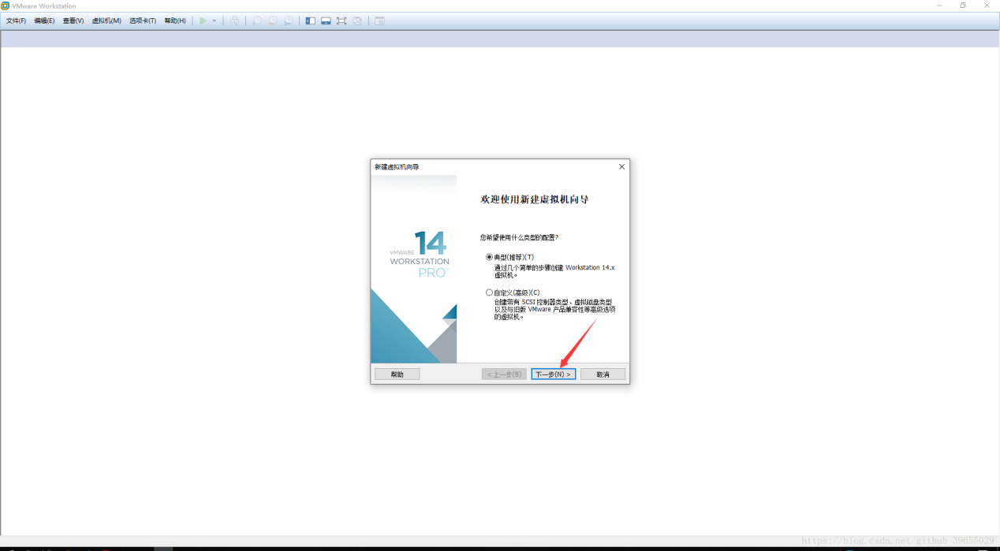 VMware Workstation
文件(F) 编辑(E) 查看(V) 虚拟机(M) 选项卡(T) 帮助(H)
新建虚拟机向导
欢迎使用新建虚拟机向导
您希望使用什么类型的配置?
典型(推荐)(T)
通过几个简单的步骤创建 Workstation 14.x
虚拟机。
自定义(高级)(C)
创建带有 SCSI 控制器类型、虚拟磁盘类型
以及与旧版 VMware 产品兼容性等高级选项
的虚拟机。
14
VMWARE
WORKSTATION
PRO™
帮助
< 上一步(B) 下一步(N) > 取消
https://blog.csdn.net/github_39655029